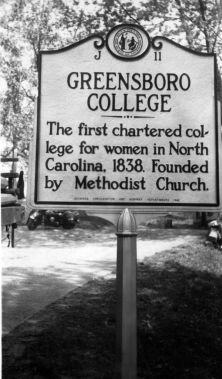 J 11
GREENSBORO
COLLEGE
The first chartered col-
lege for women in North
Carolina, 1838. Founded
by Methodist Church.